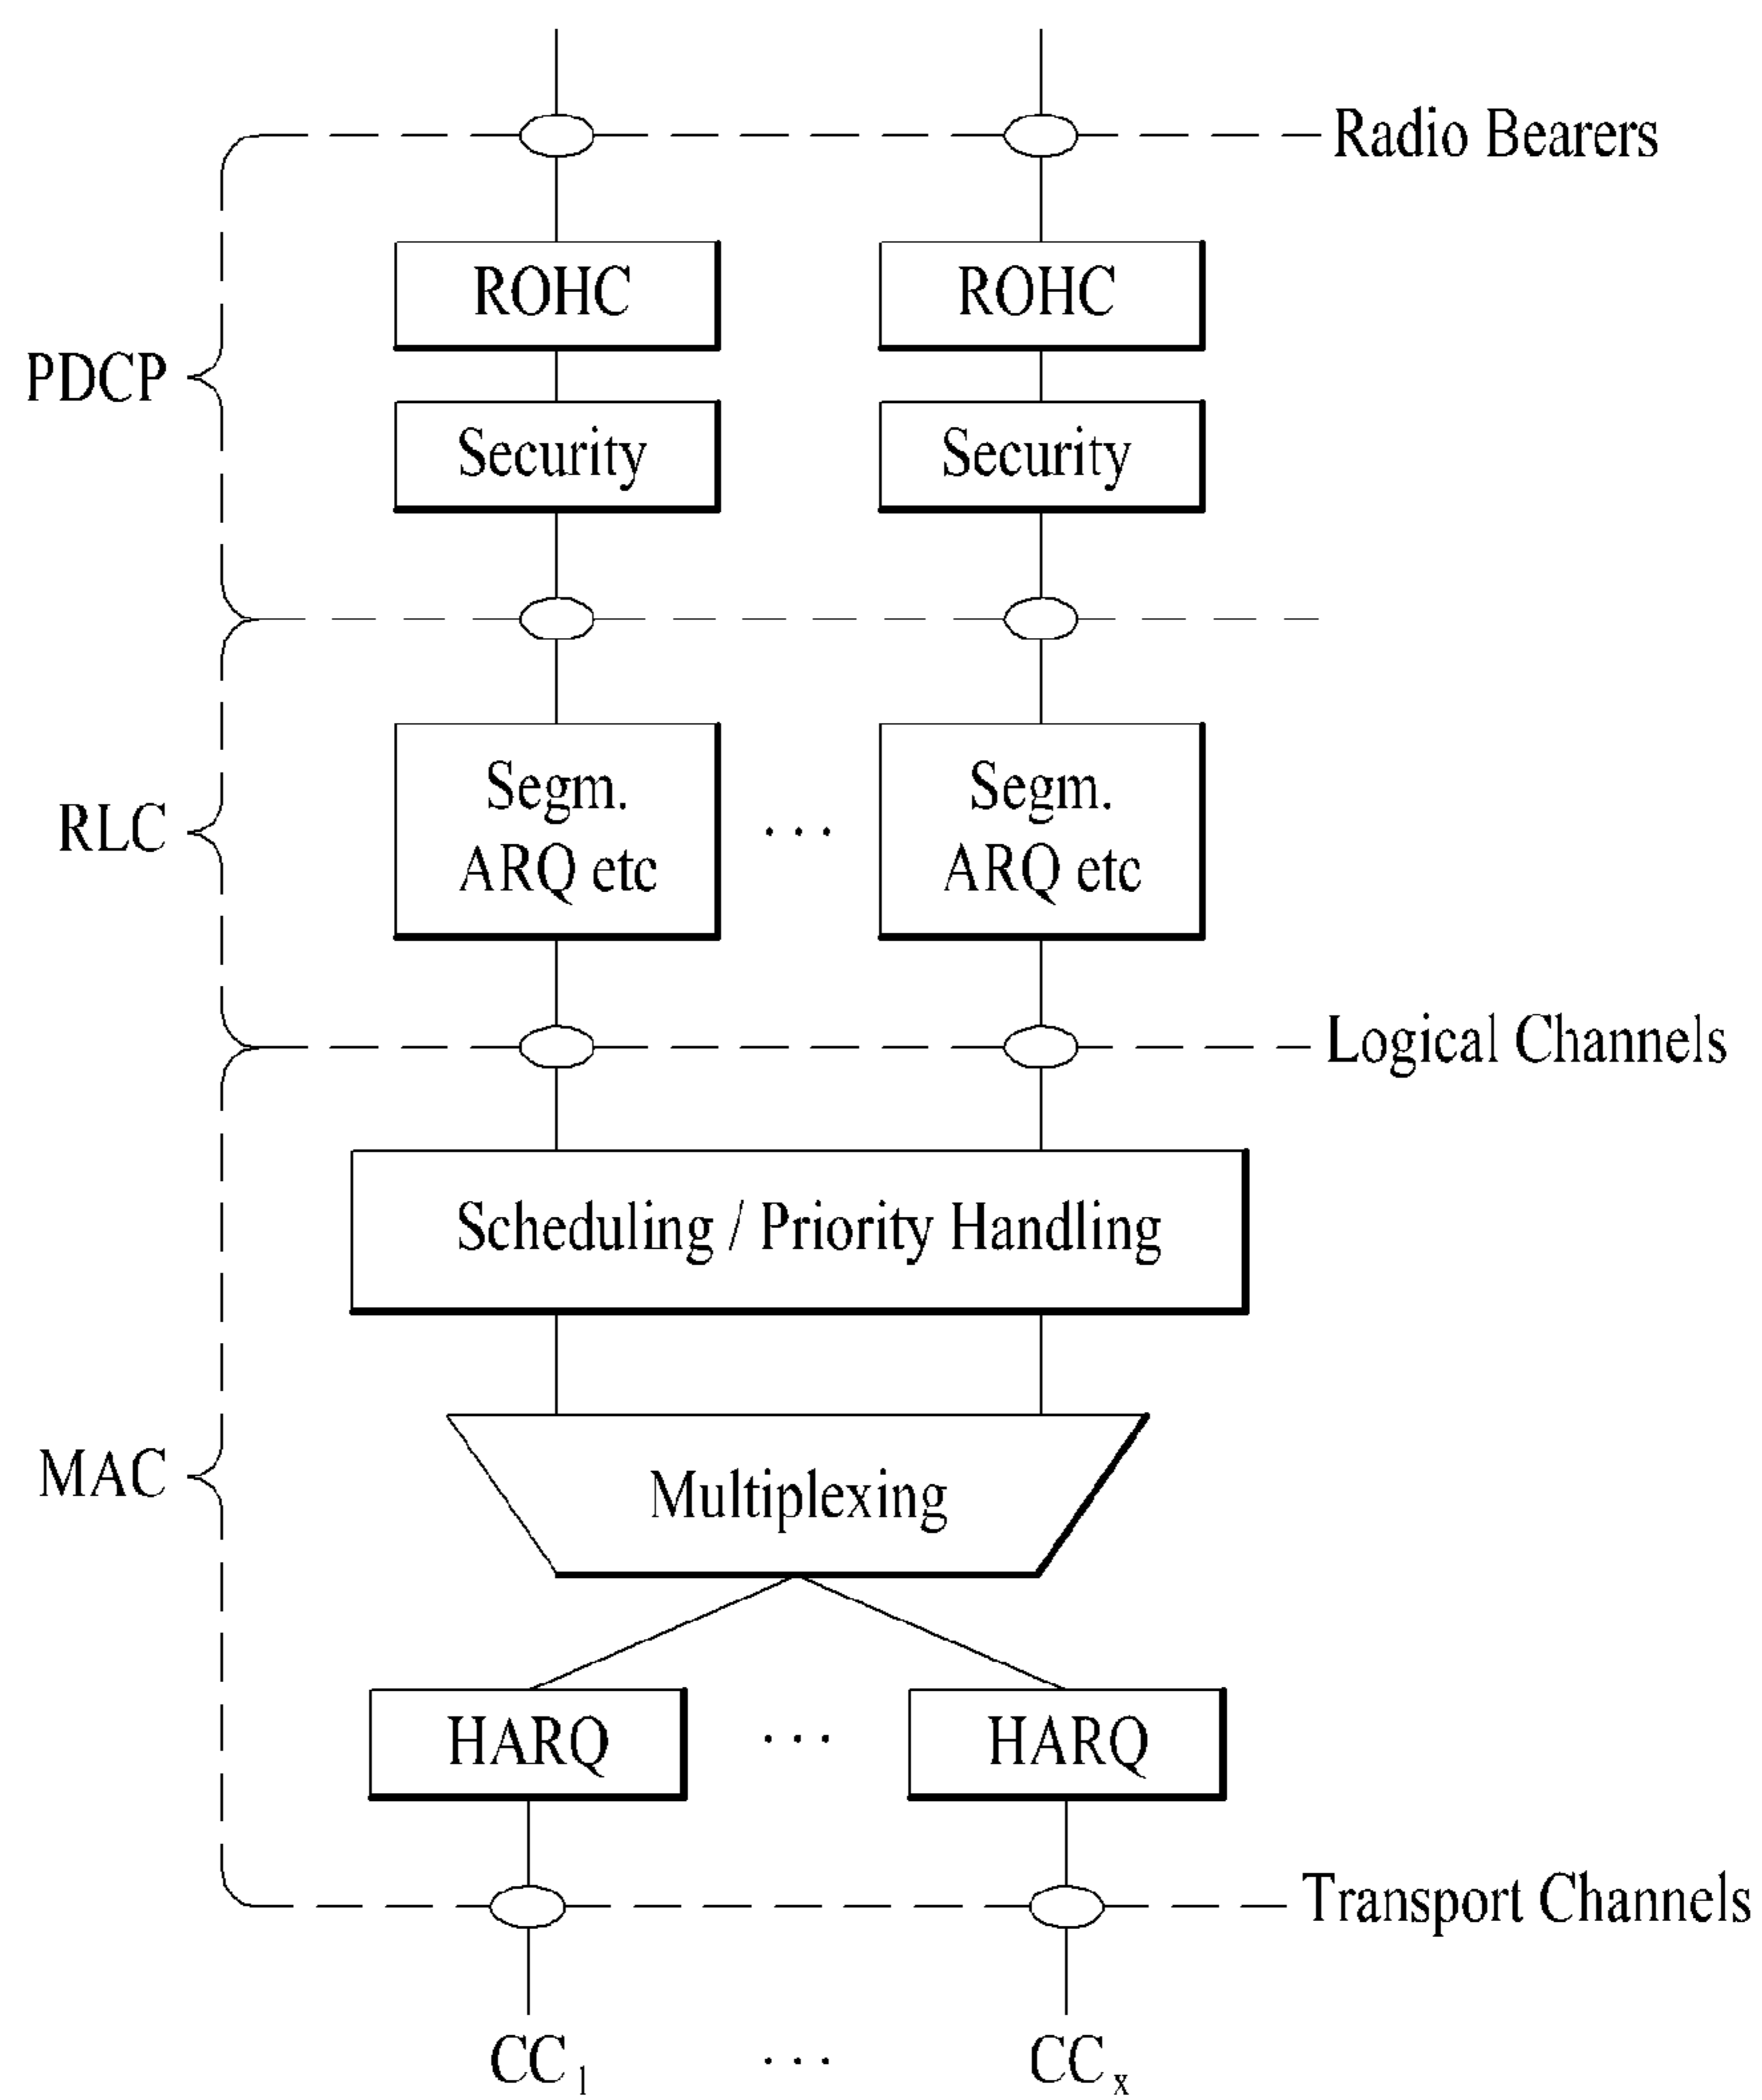 Radio Bearers
ROHC
ROHC
PDCP
Security
Security
Segm.
ARQ etc
...
Segm.
ARQ etc
RLC
Logical Channels
Scheduling / Priority Handling
MAC
Multiplexing
HARQ
...
HARQ
Transport Channels
CC1
...
CCx